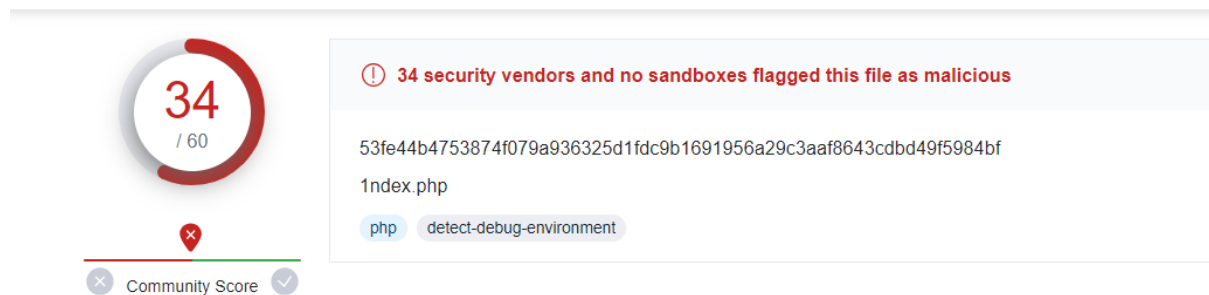 34
/ 60
Community Score
34 security vendors and no sandboxes flagged this file as malicious
53fe44b4753874f079a936325d1fdc9b1691956a29c3aaf8643cdbd49f5984bf
1ndex.php
php detect-debug-environment